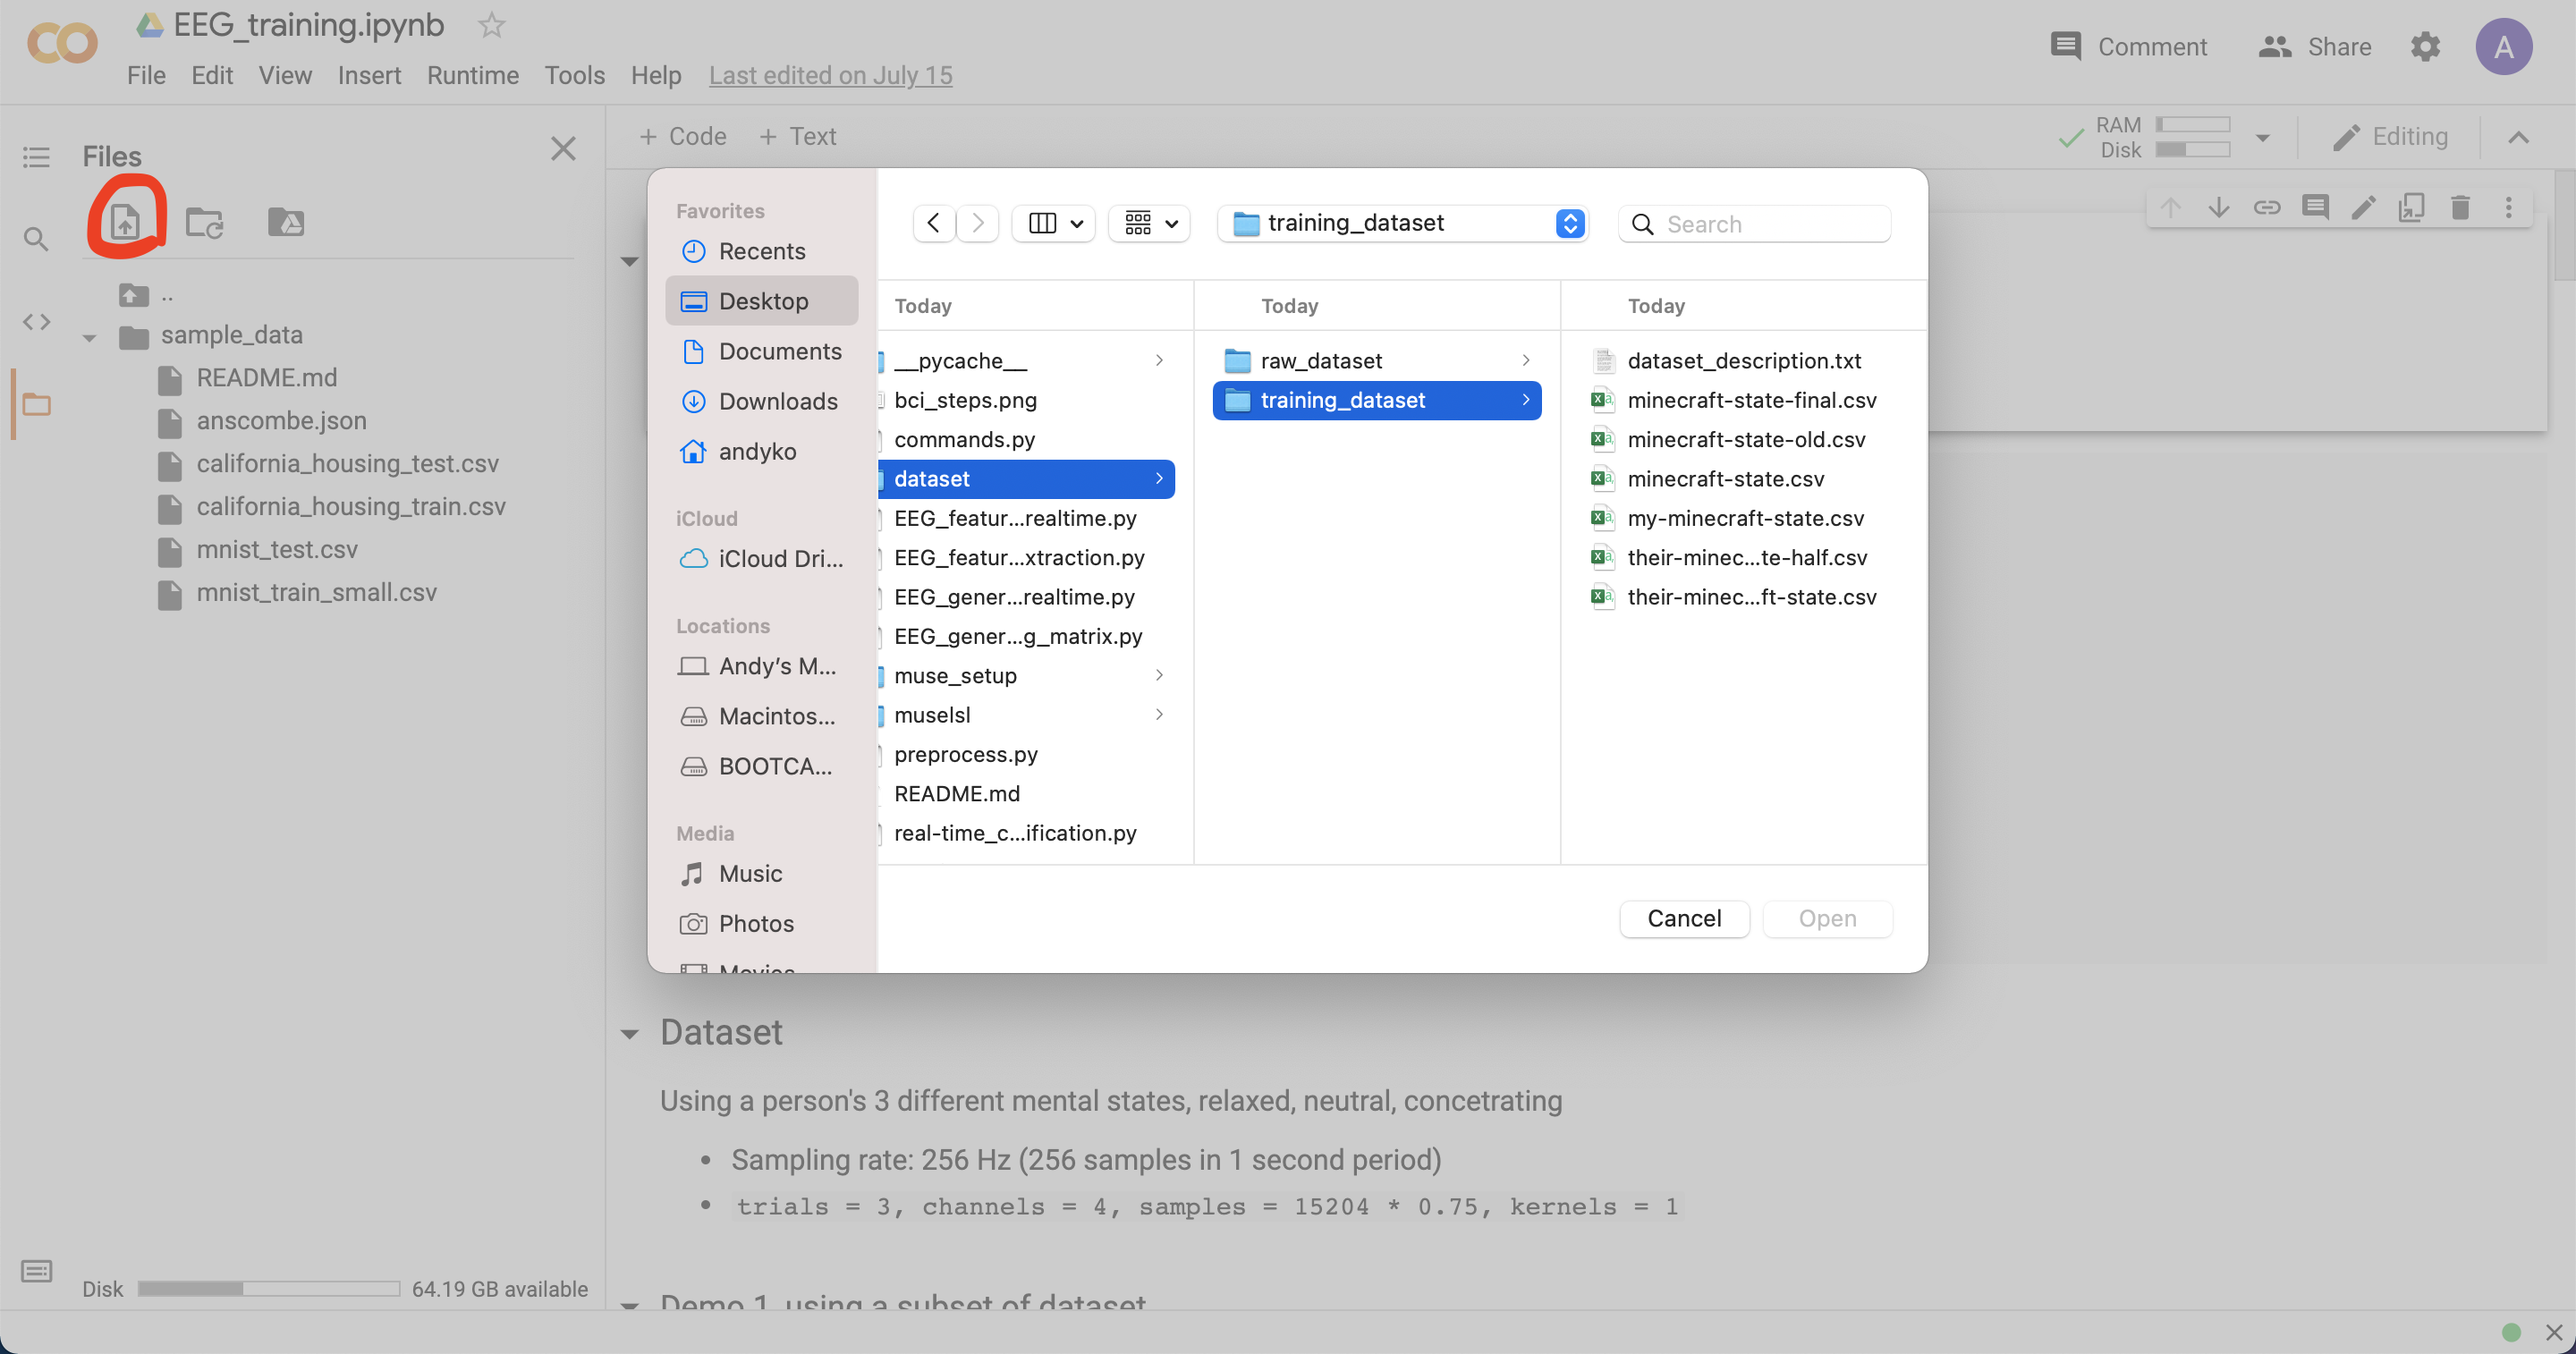 EEG_training.ipynb
File Edit View Insert Runtime Tools Help Last edited on July 15
Comment Share A
Files
+ Code + Text
RAM
Disk
Editing
..
sample_data
README.md
anscombe.json
california_housing_test.csv
california_housing_train.csv
mnist_test.csv
mnist_train_small.csv
Disk 64.19 GB available
Favorites
Recents
Desktop
Documents
Downloads
andyko
iCloud
iCloud Dri...
Locations
Andy’s M...
Macintos...
BOOTCA...
Media
Music
Photos
Movies
training_dataset
Search
Today
__pycache__
bci_steps.png
commands.py
dataset
EEG_featur...realtime.py
EEG_featur...xtraction.py
EEG_gener...realtime.py
EEG_gener...g_matrix.py
muse_setup
muselsl
preprocess.py
README.md
real-time_c...ification.py
Today
raw_dataset
training_dataset
Today
dataset_description.txt
minecraft-state-final.csv
minecraft-state-old.csv
minecraft-state.csv
my-minecraft-state.csv
their-minec...te-half.csv
their-minec...ft-state.csv
Cancel Open
Dataset
Using a person's 3 different mental states, relaxed, neutral, concetrating
• Sampling rate: 256 Hz (256 samples in 1 second period)
• trials = 3, channels = 4, samples = 15204 * 0.75, kernels = 1
Demo 1, using a subset of dataset